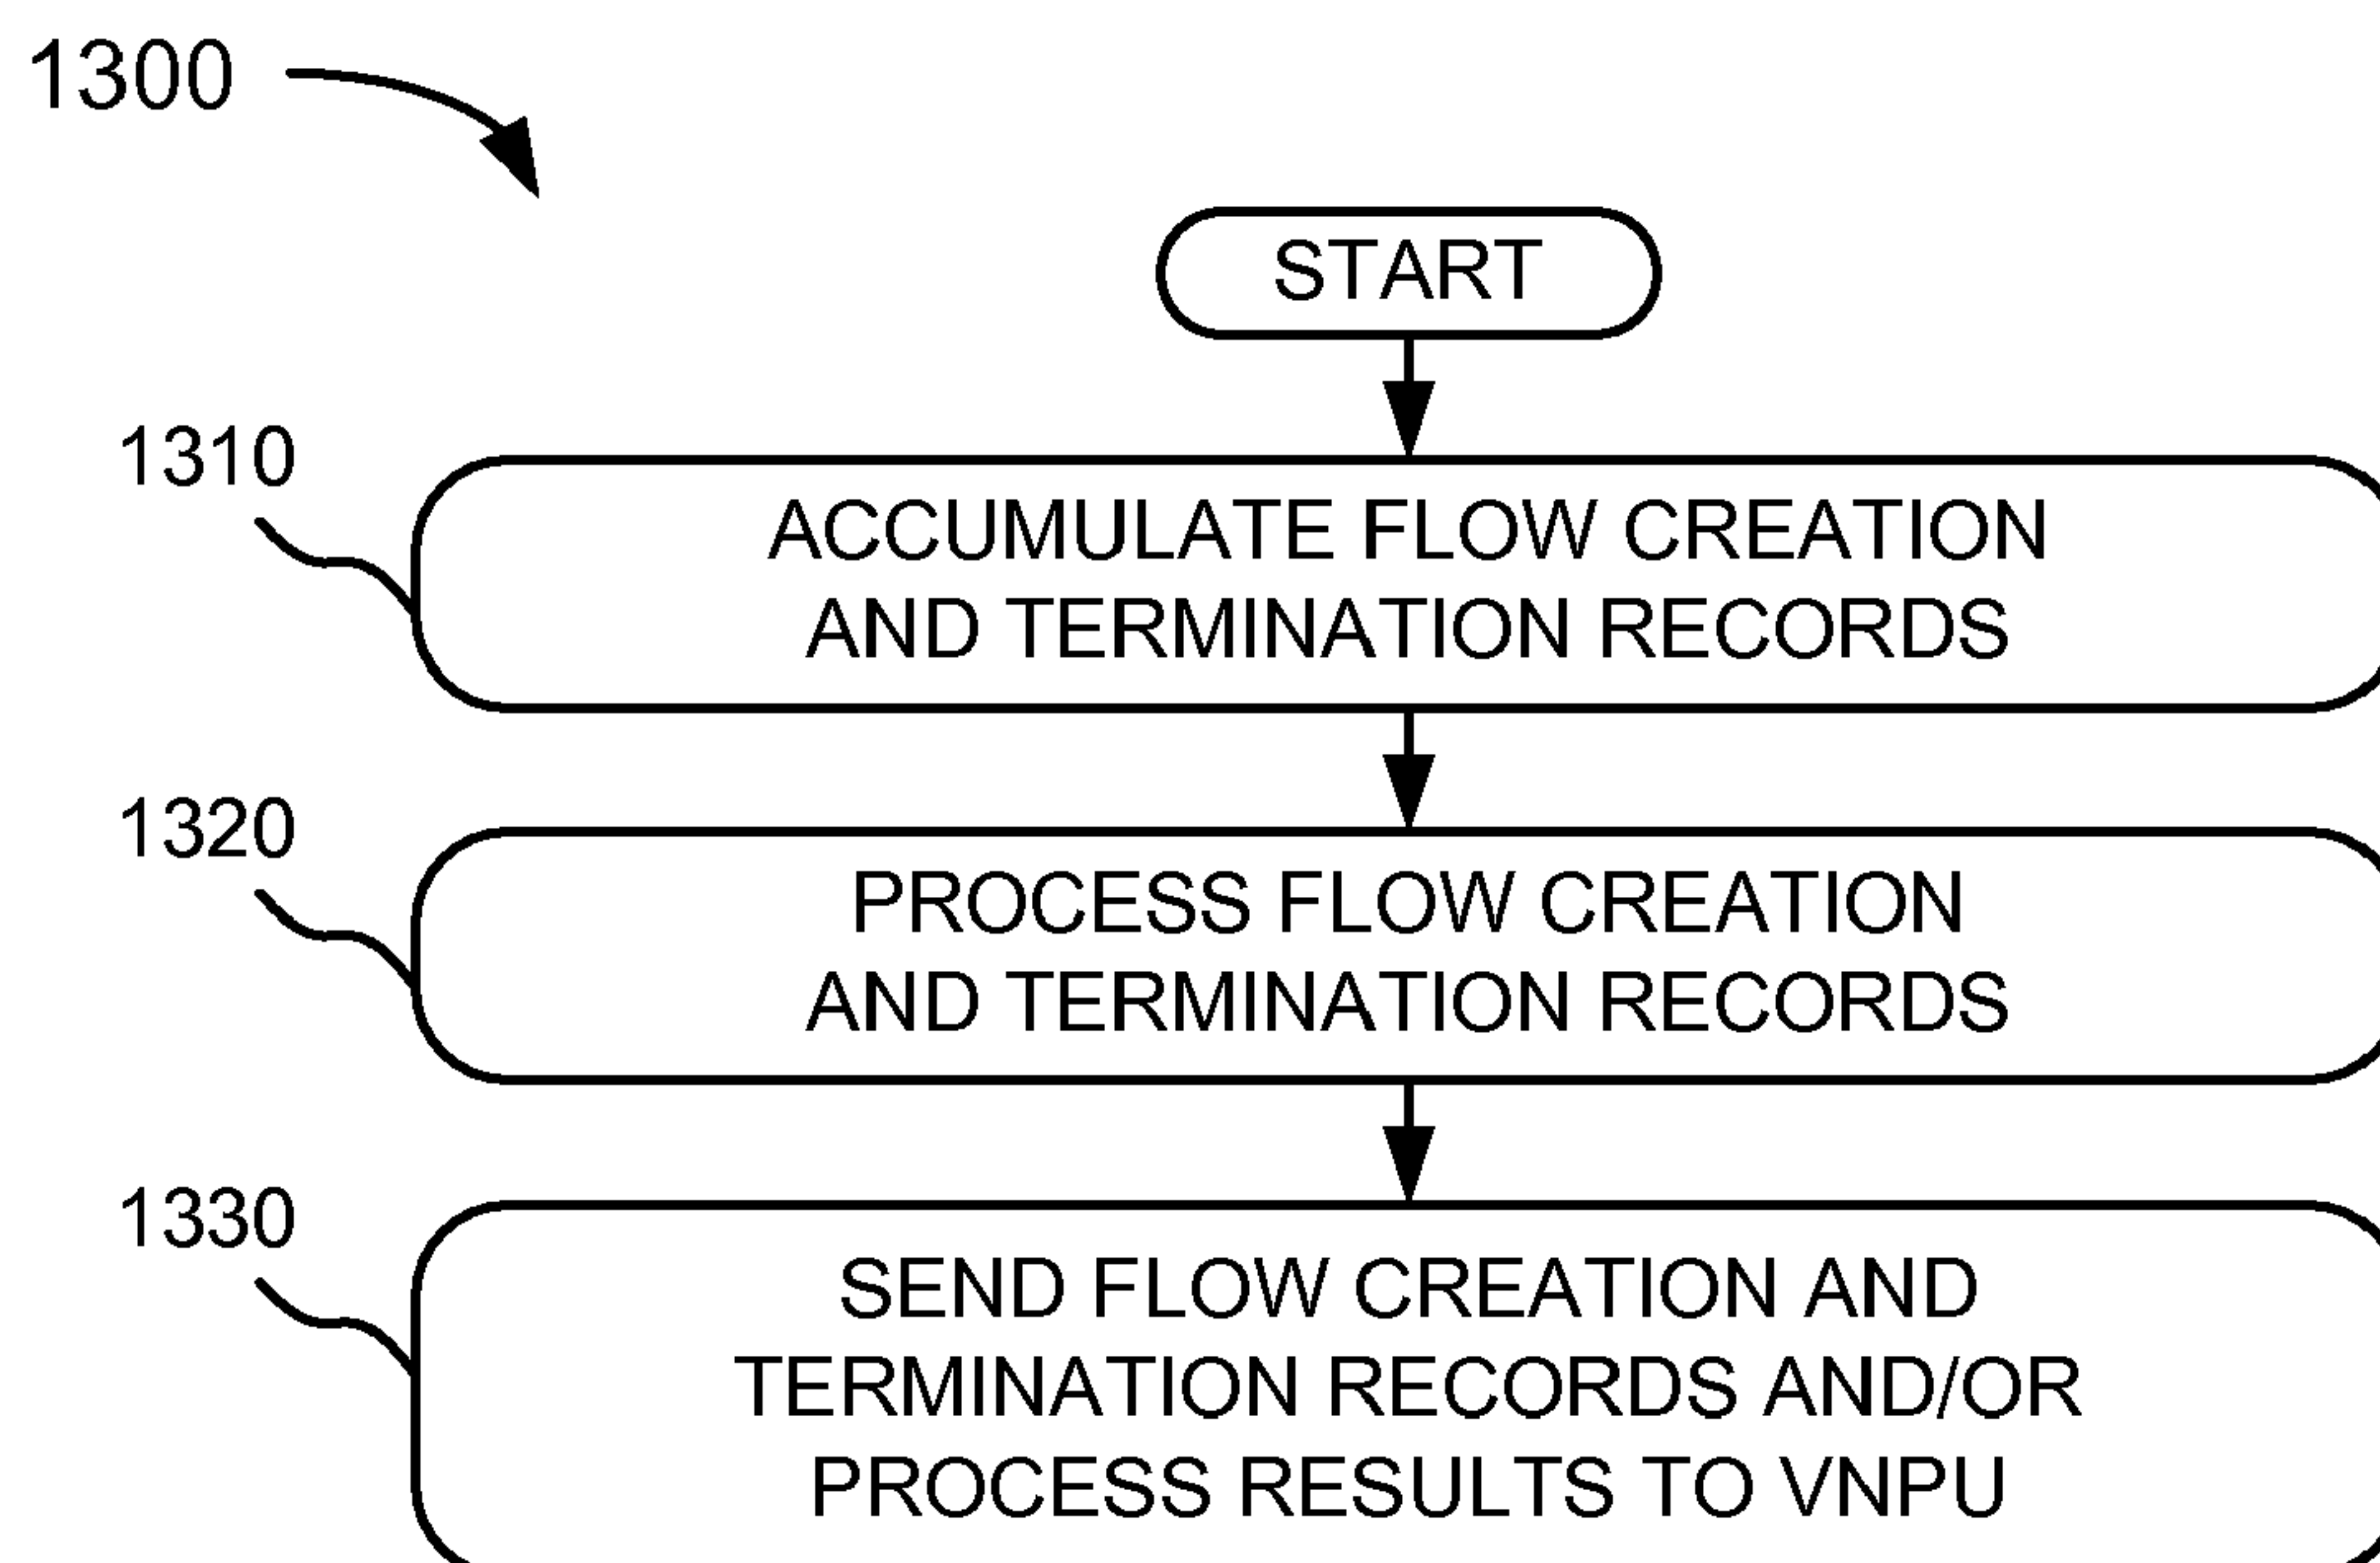 1300
START
1310
ACCUMULATE FLOW CREATION
AND TERMINATION RECORDS
1320
PROCESS FLOW CREATION
AND TERMINATION RECORDS
1330
SEND FLOW CREATION AND
TERMINATION RECORDS AND/OR
PROCESS RESULTS TO VNPU